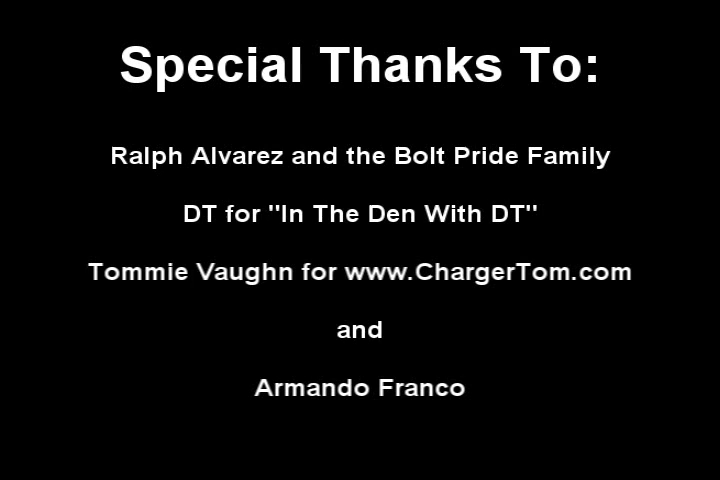 Special Thanks To:
Ralph Alvarez and the Bolt Pride Family
DT for "In The Den With DT"
Tommie Vaughn for www.ChargerTom.com
and
Armando Franco